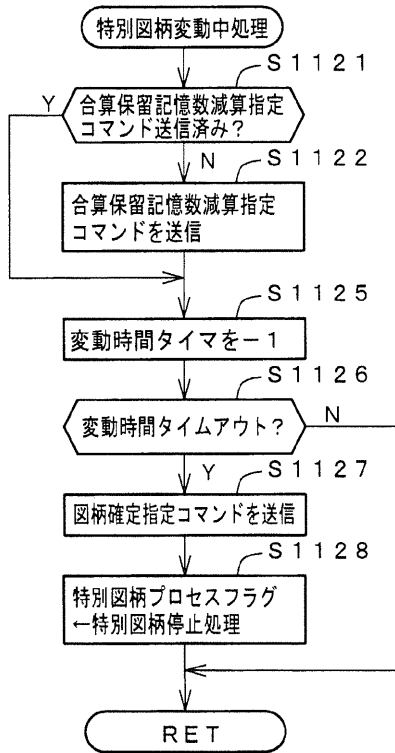 特別図柄変動中処理
S1121
Y
合算保留記憶数減算指定
コマンド送信済み？
N
S1122
合算保留記憶数減算指定
コマンドを送信
S1125
変動時間タイマを－1
S1126
変動時間タイムアウト？
N
Y
S1127
図柄確定指定コマンドを送信
S1128
特別図柄プロセスフラグ
←特別図柄停止処理
RET